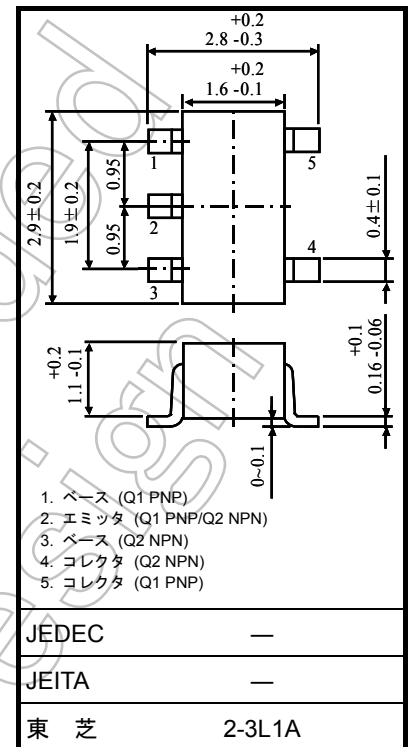 +0.2
2.8 -0.3
+0.2
1.6 -0.1
1
5
2.9±0.2
1.9±0.2
0.95
2
0.95
4
0.4±0.1
3
+0.2
1.1 -0.1
+0.1
0.16 -0.06
0~0.1
1. ベース (Q1 PNP)
2. エミッタ (Q1 PNP/Q2 NPN)
3. ベース (Q2 NPN)
4. コレクタ (Q2 NPN)
5. コレクタ (Q1 PNP)
JEDEC —
JEITA —
東 芝 2-3L1A